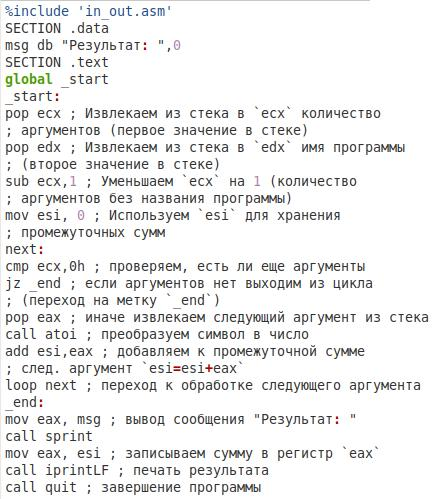 %include 'in_out.asm'
SECTION .data
msg db "Результат: ",0
SECTION .text
global _start
_start:
pop ecx ; Извлекаем из стека в `ecx` количество
; аргументов (первое значение в стеке)
pop edx ; Извлекаем из стека в `edx` имя программы
; (второе значение в стеке)
sub ecx,1 ; Уменьшаем `ecx` на 1 (количество
; аргументов без названия программы)
mov esi, 0 ; Используем `esi` для хранения
; промежуточных сумм
next:
cmp ecx,0h ; проверяем, есть ли еще аргументы
jz _end ; если аргументов нет выходим из цикла
; (переход на метку `_end`)
pop eax ; иначе извлекаем следующий аргумент из стека
call atoi ; преобразуем символ в число
add esi,eax ; добавляем к промежуточной сумме
; след. аргумент `esi=esi+eax`
loop next ; переход к обработке следующего аргумента
_end:
mov eax, msg ; вывод сообщения "Результат: "
call sprint
mov eax, esi ; записываем сумму в регистр `eax`
call iprintLF ; печать результата
call quit ; завершение программы